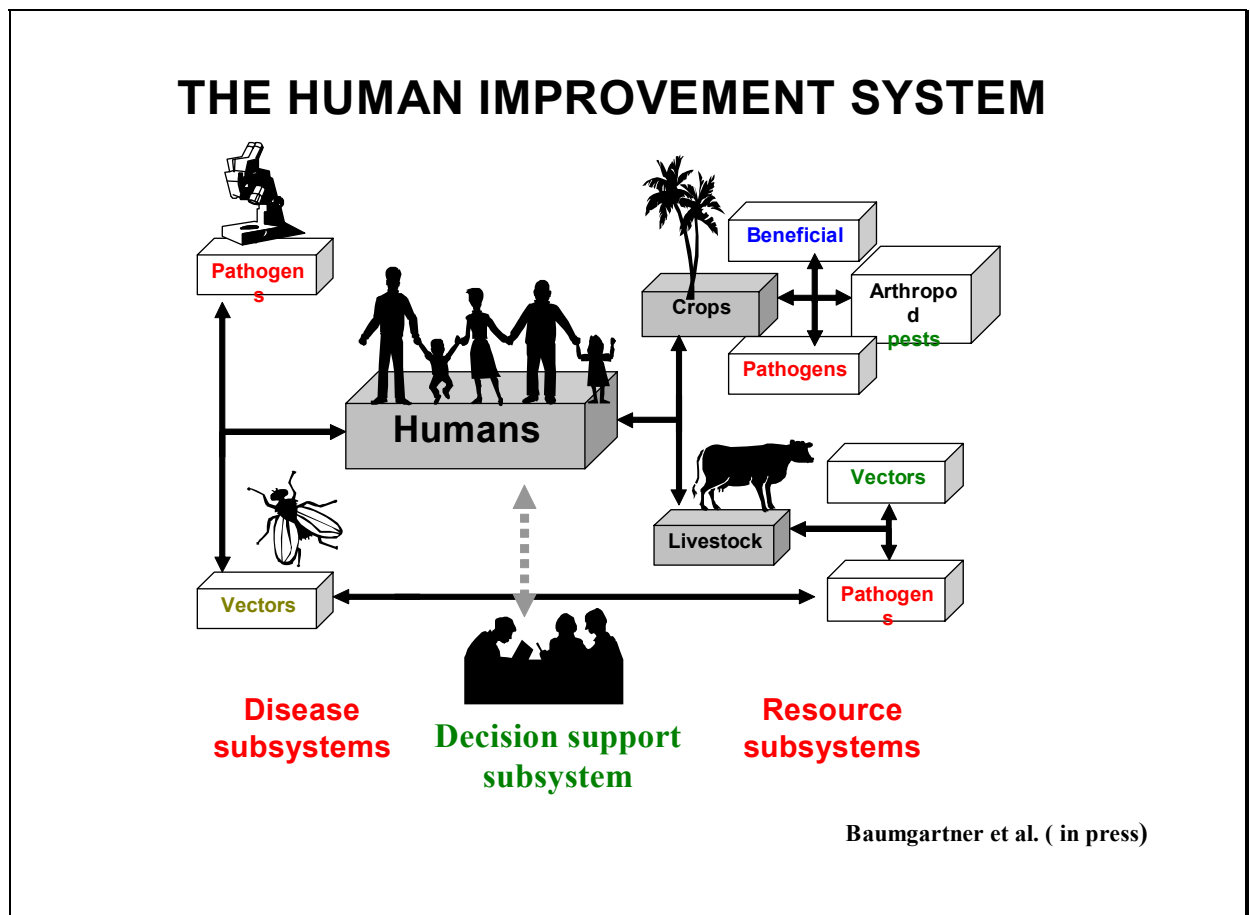 THE HUMAN IMPROVEMENT SYSTEM
Pathogen
s
Humans
Vectors
Crops
Beneficial
Arthropo
d
pests
Pathogens
Livestock
Vectors
Pathogen
s
Disease
subsystems
Decision support
subsystem
Resource
subsystems
Baumgartner et al. ( in press)